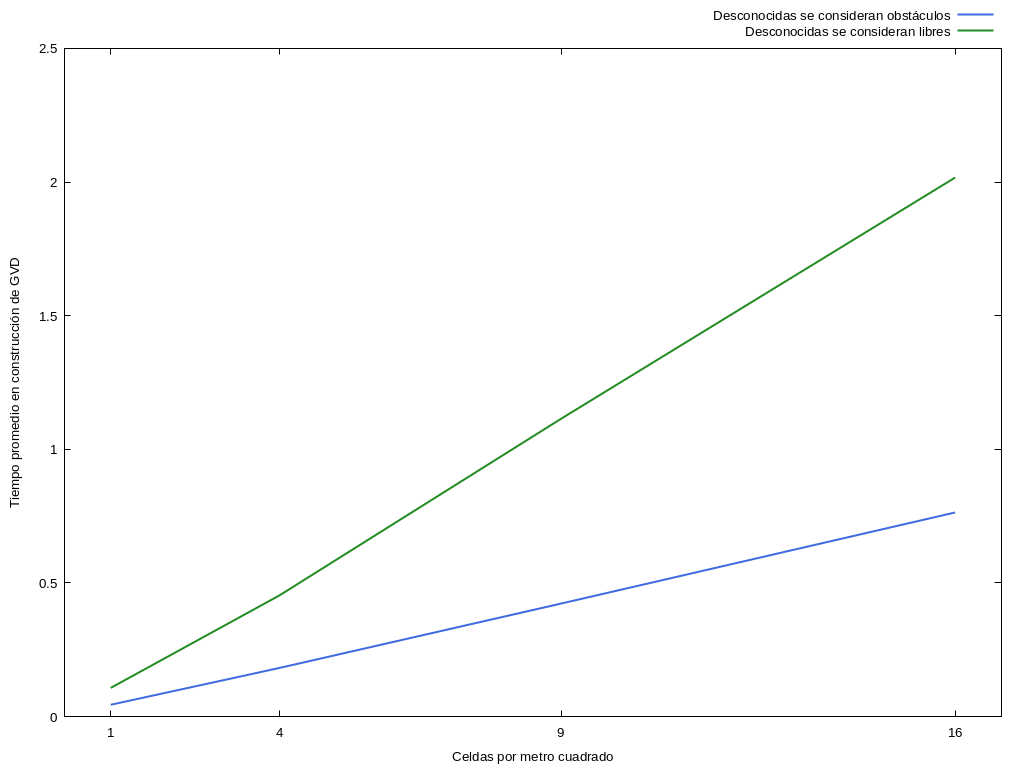 Desconocidas se consideran obstáculos
Desconocidas se consideran libres
2.5
2
1.5
1
0.5
0
Tiempo promedio en construcción de GVD
1 4 9 16
Celdas por metro cuadrado